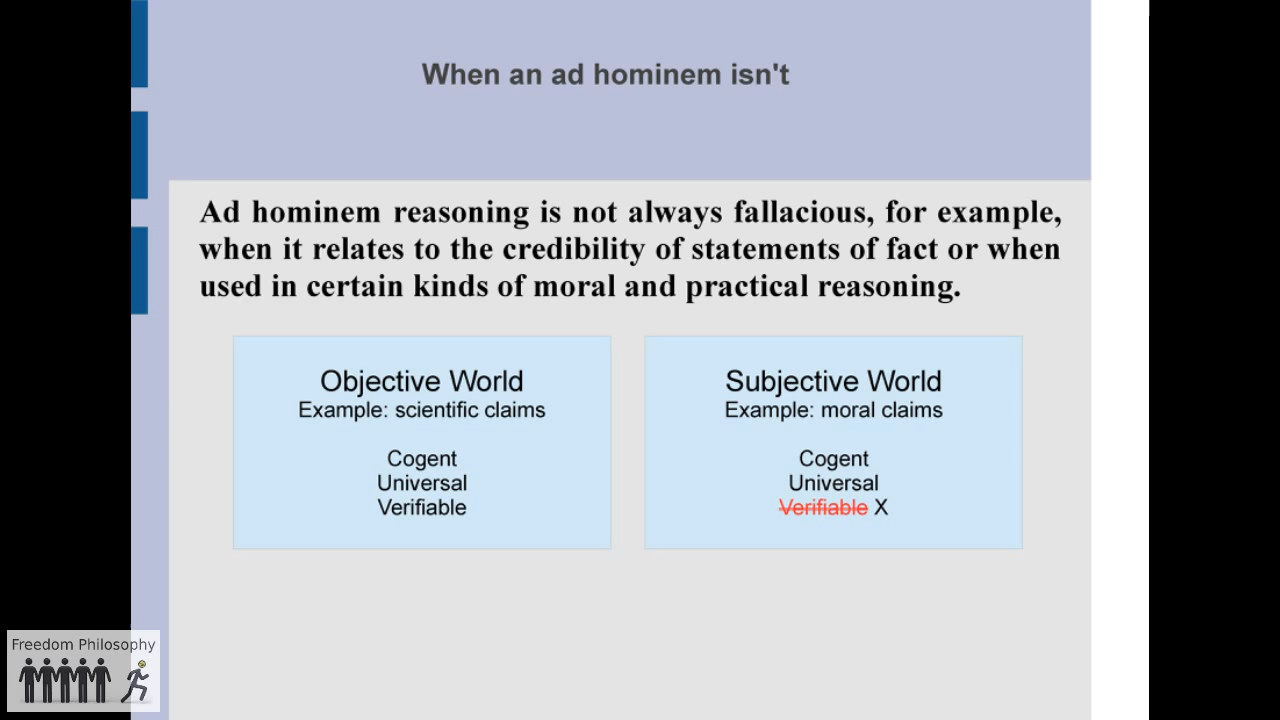 When an ad hominem isn't
Ad hominem reasoning is not always fallacious, for example,
when it relates to the credibility of statements of fact or when
used in certain kinds of moral and practical reasoning.
Objective World
Example: scientific claims
Cogent
Universal
Verifiable
Subjective World
Example: moral claims
Cogent
Universal
Verifiable X
Freedom Philosophy